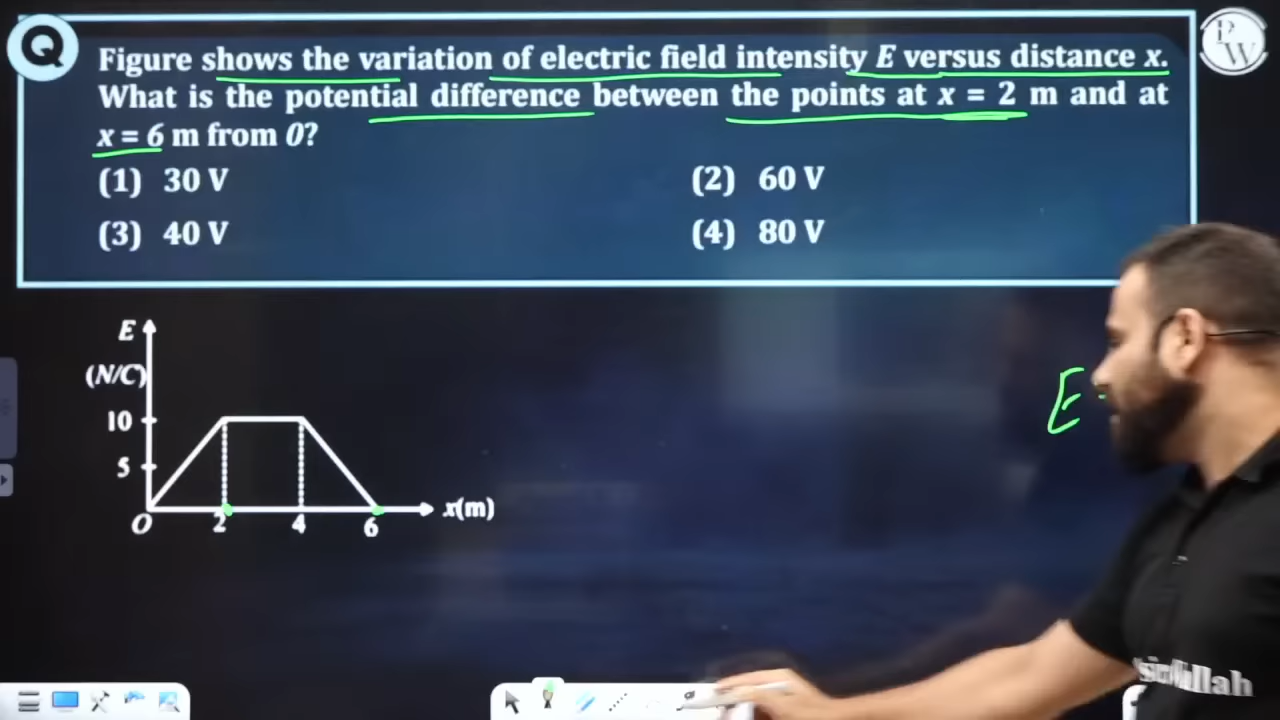 Q
P
W
Figure shows the variation of electric field intensity E versus distance x.
What is the potential difference between the points at x = 2 m and at
x = 6 m from 0?
(1) 30 V
(2) 60 V
(3) 40 V
(4) 80 V
E
(N/C)
10
5
O
2
4
6
x(m)
E